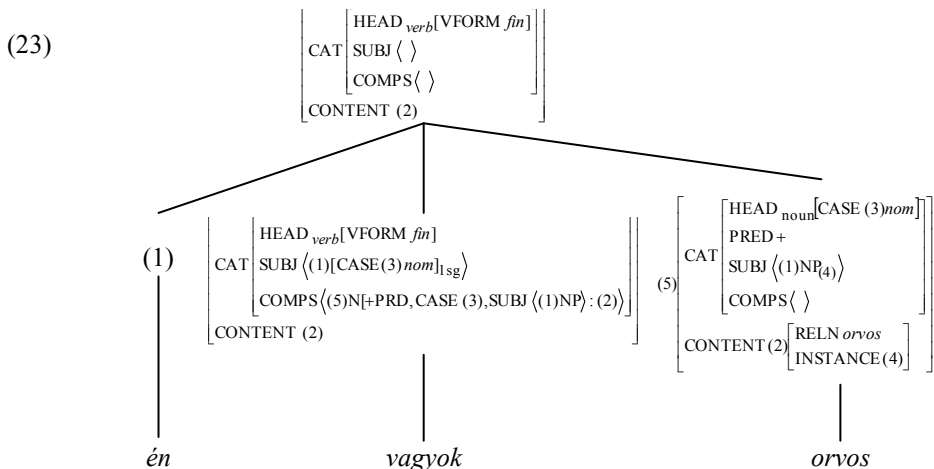 (23)
HEAD verb[VFORM fin]
CAT SUBJ ⟨ ⟩
COMPS ⟨ ⟩
CONTENT (2)
(1)
HEAD verb[VFORM fin]
CAT SUBJ ⟨(1)[CASE (3) nom]1sg⟩
COMPS ⟨(5)N[+PRD, CASE (3), SUBJ ⟨(1)NP⟩ : (2)⟩
CONTENT (2)
(5)
HEAD noun[CASE (3) nom]
PRED +
CAT SUBJ ⟨(1)NP(4)⟩
COMPS ⟨ ⟩
CONTENT (2) [RELN orvos
INSTANCE (4)]
én vagyok orvos